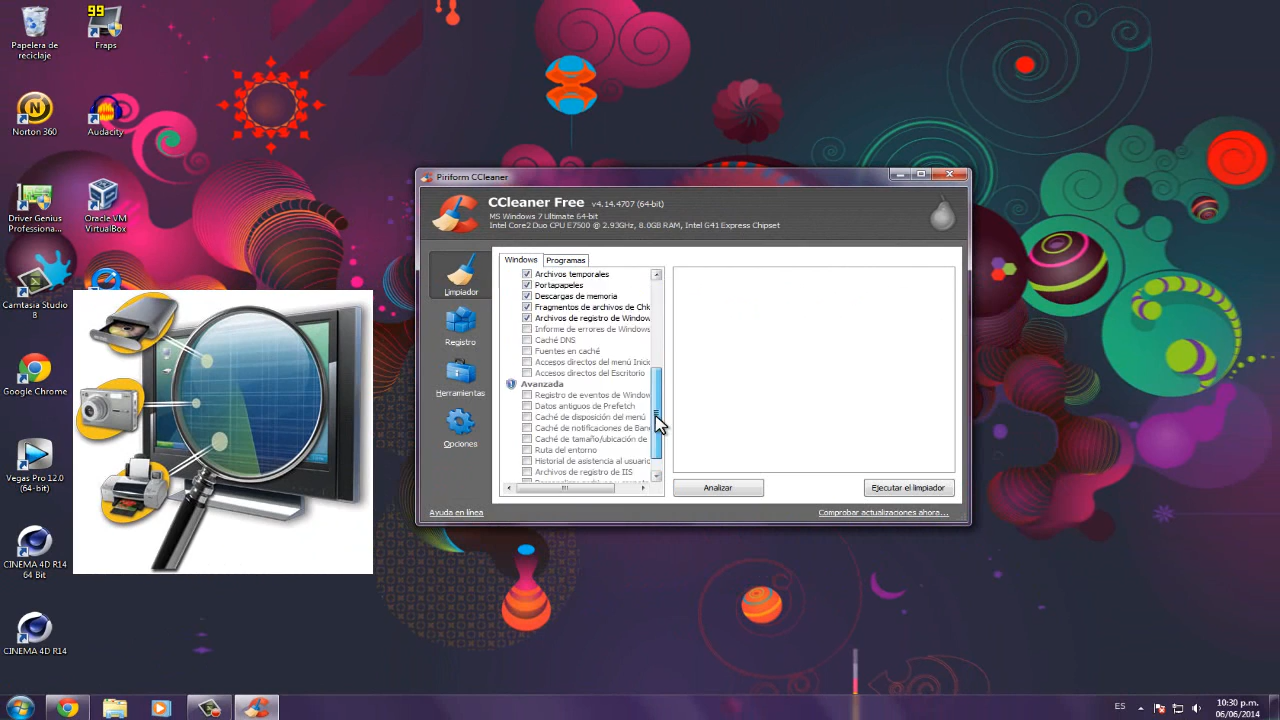 99
Papelera de
reciclaje
Fraps
Norton 360
Audacity
Driver Genius
Professiona...
Oracle VM
VirtualBox
Camtasia Studio
8
Google Chrome
Vegas Pro 12.0
(64-bit)
CINEMA 4D R14
64 Bit
CINEMA 4D R14
Piriform CCleaner
CCleaner Free v4.14.4707 (64-bit)
MS Windows 7 Ultimate 64-bit
Intel Core2 Duo CPU E7500 @ 2.93GHz, 8.0GB RAM, Intel G41 Express Chipset
Limpiador
Registro
Herramientas
Opciones
Windows Programas
Archivos temporales
Portapapeles
Descargas de memoria
Fragmentos de archivos de Chk
Archivos de registro de Window
Informe de errores de Windows
Caché DNS
Fuentes en caché
Accesos directos del menú Inicio
Accesos directos del Escritorio
Avanzada
Registro de eventos de Window
Datos antiguos de Prefetch
Caché de disposición del menú
Caché de notificaciones de Ban
Caché de tamaño/ubicación de
Ruta del entorno
Historial de asistencia al usuario
Archivos de registro de IIS
Analizar
Ejecutar el limpiador
Ayuda en línea
Comprobar actualizaciones ahora...
ES
10:30 p.m.
06/06/2014